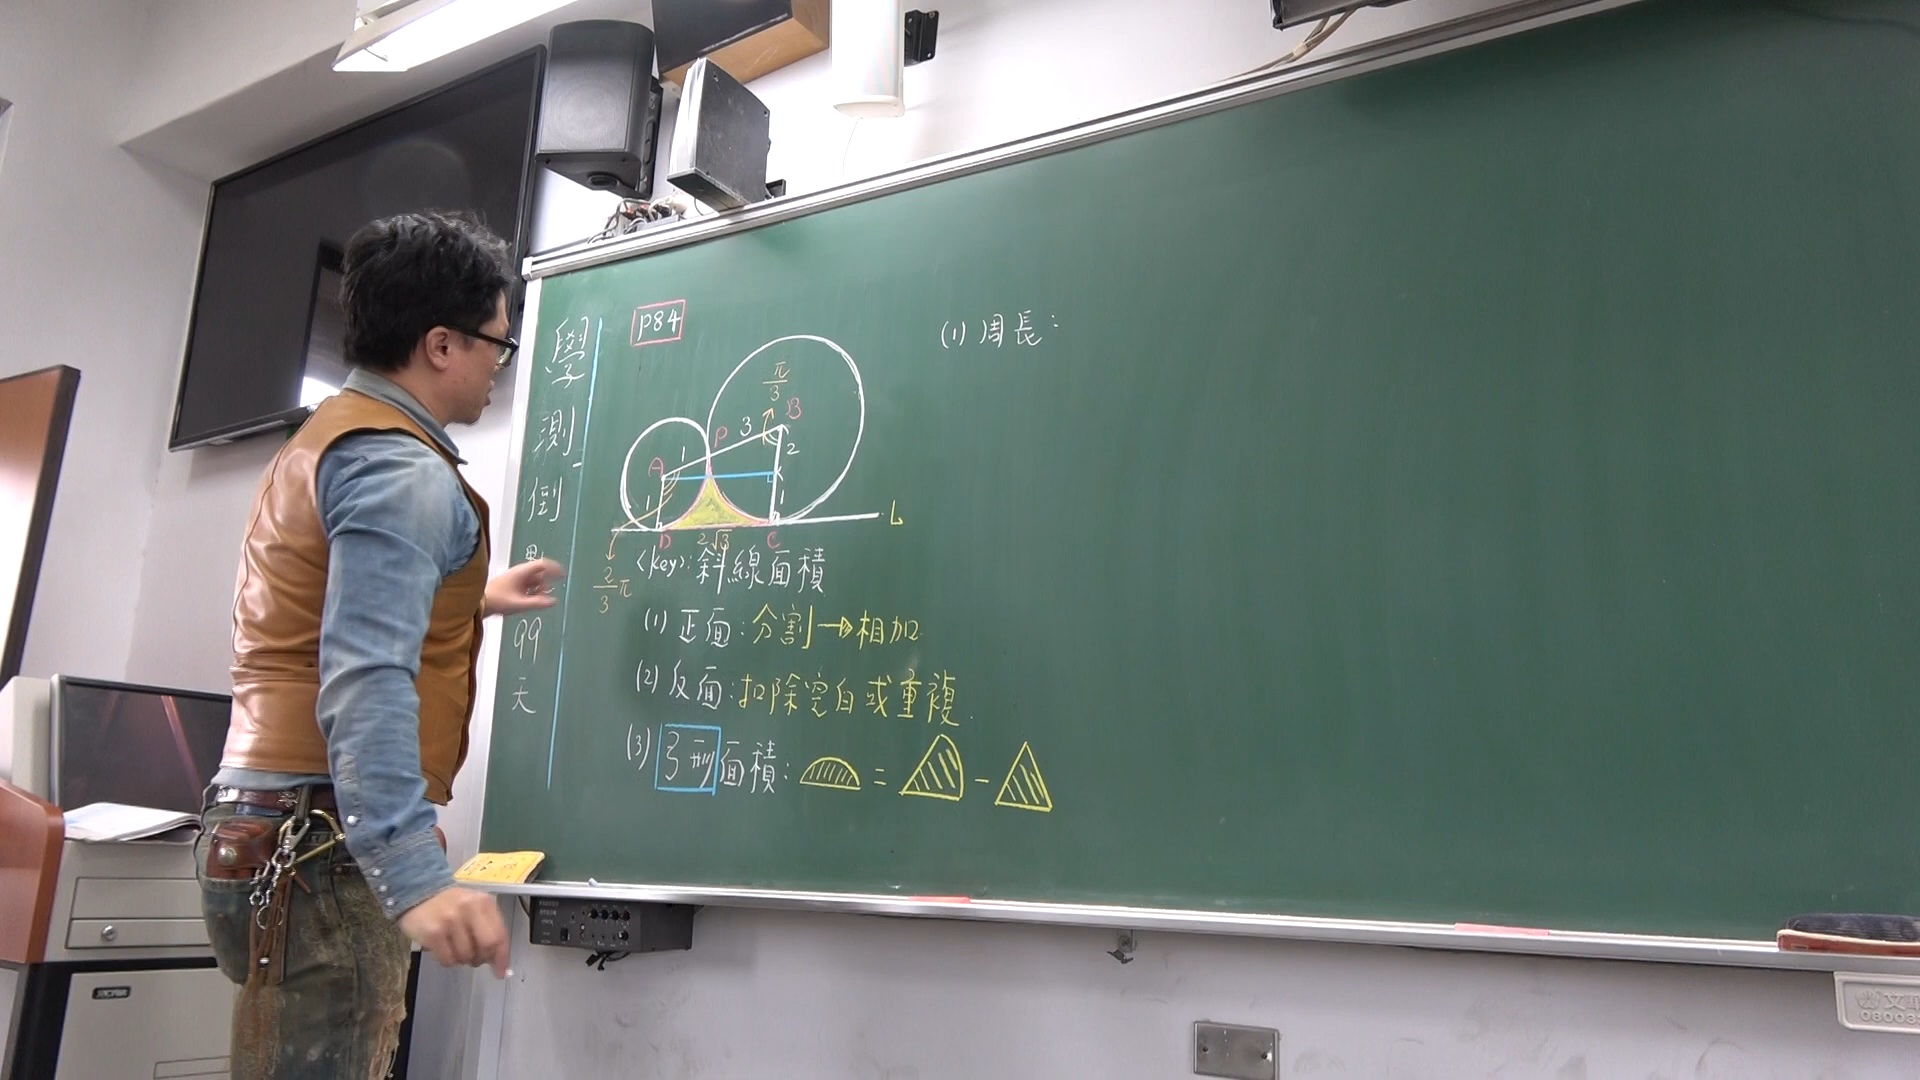 學測倒數99天
P84
(1) 周長:
π/3
B
3
P
2
1
A
1
1
L
D
2√3
C
2/3 π
<key>: 斜線面積
(1) 正面: 分割→相加
(2) 反面: 扣除空白或重複.
(3) 弓形面積: = -